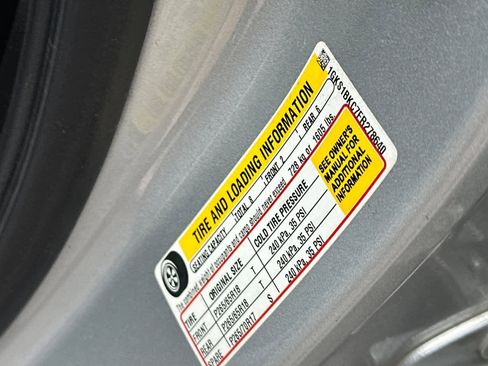 1GKS1BKC7FR278640
TIRE AND LOADING INFORMATION
SEATING CAPACITY TOTAL 8 FRONT 2 REAR 6
The combined weight of occupants and cargo should never exceed 728 kg or 1605 lbs.
TIRE ORIGINAL SIZE COLD TIRE PRESSURE
FRONT P265/65R18 T 240 kPa, 35 PSI
REAR P265/65R18 T 240 kPa, 35 PSI
SPARE P265/70R17 S 240 kPa, 35 PSI
SEE OWNER'S
MANUAL FOR
ADDITIONAL
INFORMATION